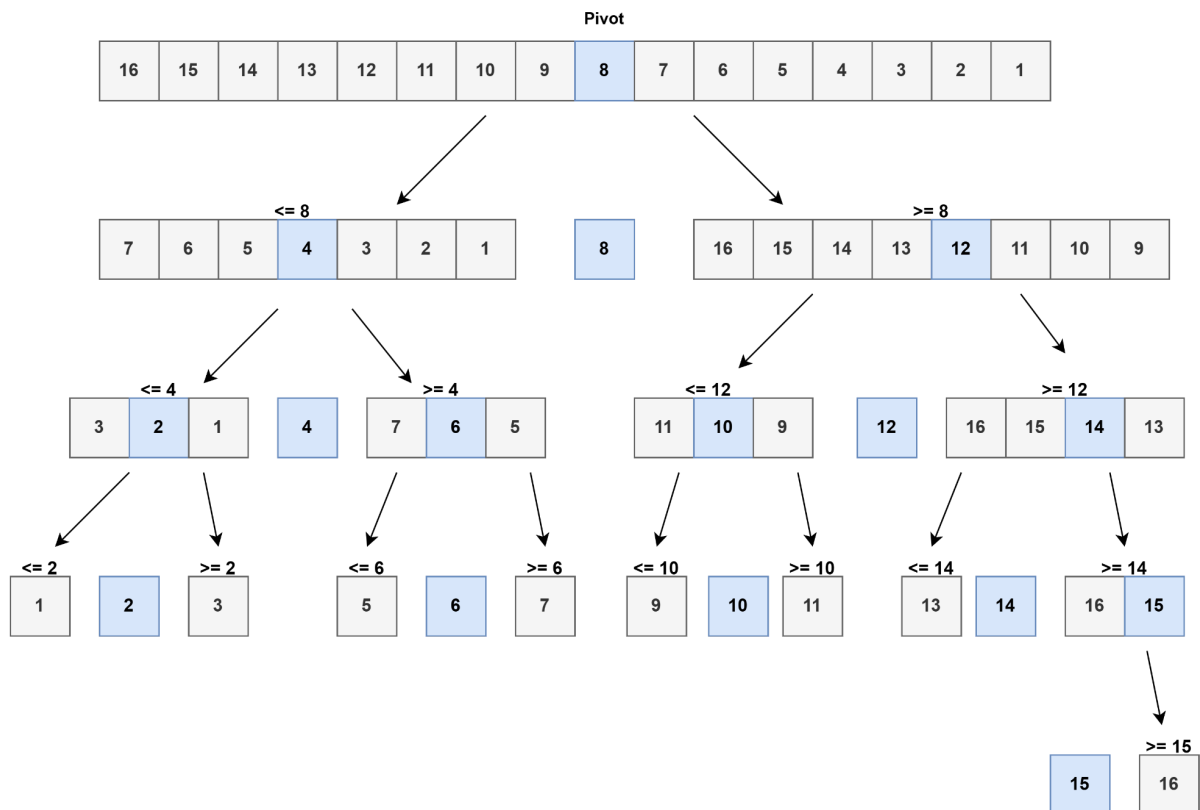 Pivot
16 15 14 13 12 11 10 9 8 7 6 5 4 3 2 1
<= 8 >= 8
7 6 5 4 3 2 1 8 16 15 14 13 12 11 10 9
<= 4 >= 4 <= 12 >= 12
3 2 1 4 7 6 5 11 10 9 12 16 15 14 13
<= 2 >= 2 <= 6 >= 6 <= 10 >= 10 <= 14 >= 14
1 2 3 5 6 7 9 10 11 13 14 16 15
>= 15
15 16